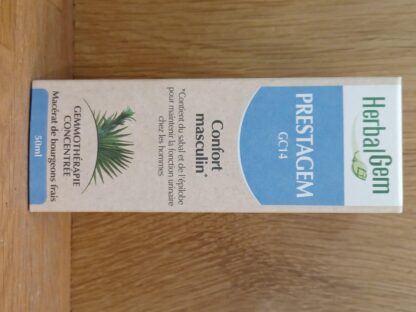 HerbalGem
PRESTAGEM
GC14
Confort
masculin*
*Contient du sabal et de l'épilobe
pour maintenir la fonction urinaire
chez les hommes
GEMMOTHÉRAPIE
CONCENTRÉE
Macérat de bourgeons frais
50ml